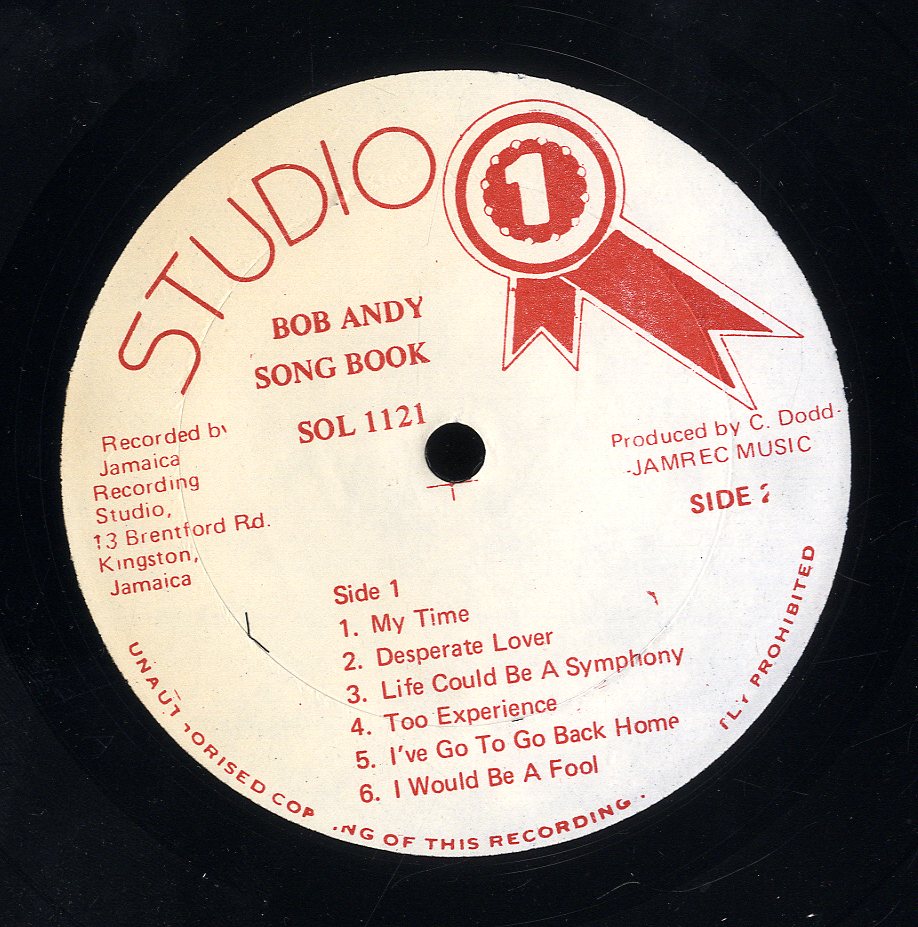 STUDIO
1
BOB ANDY
SONG BOOK
SOL 1121
Recorded by
Jamaica
Recording
Studio,
13 Brentford Rd.
Kingston,
Jamaica
Produced by C. Dodd-
-JAMREC MUSIC
SIDE 2
Side 1
1. My Time
2. Desperate Lover
3. Life Could Be A Symphony
4. Too Experience
5. I've Go To Go Back Home
6. I Would Be A Fool
UNAUT ORISED COP NG OF THIS RECORDING TLY PROHIBITED